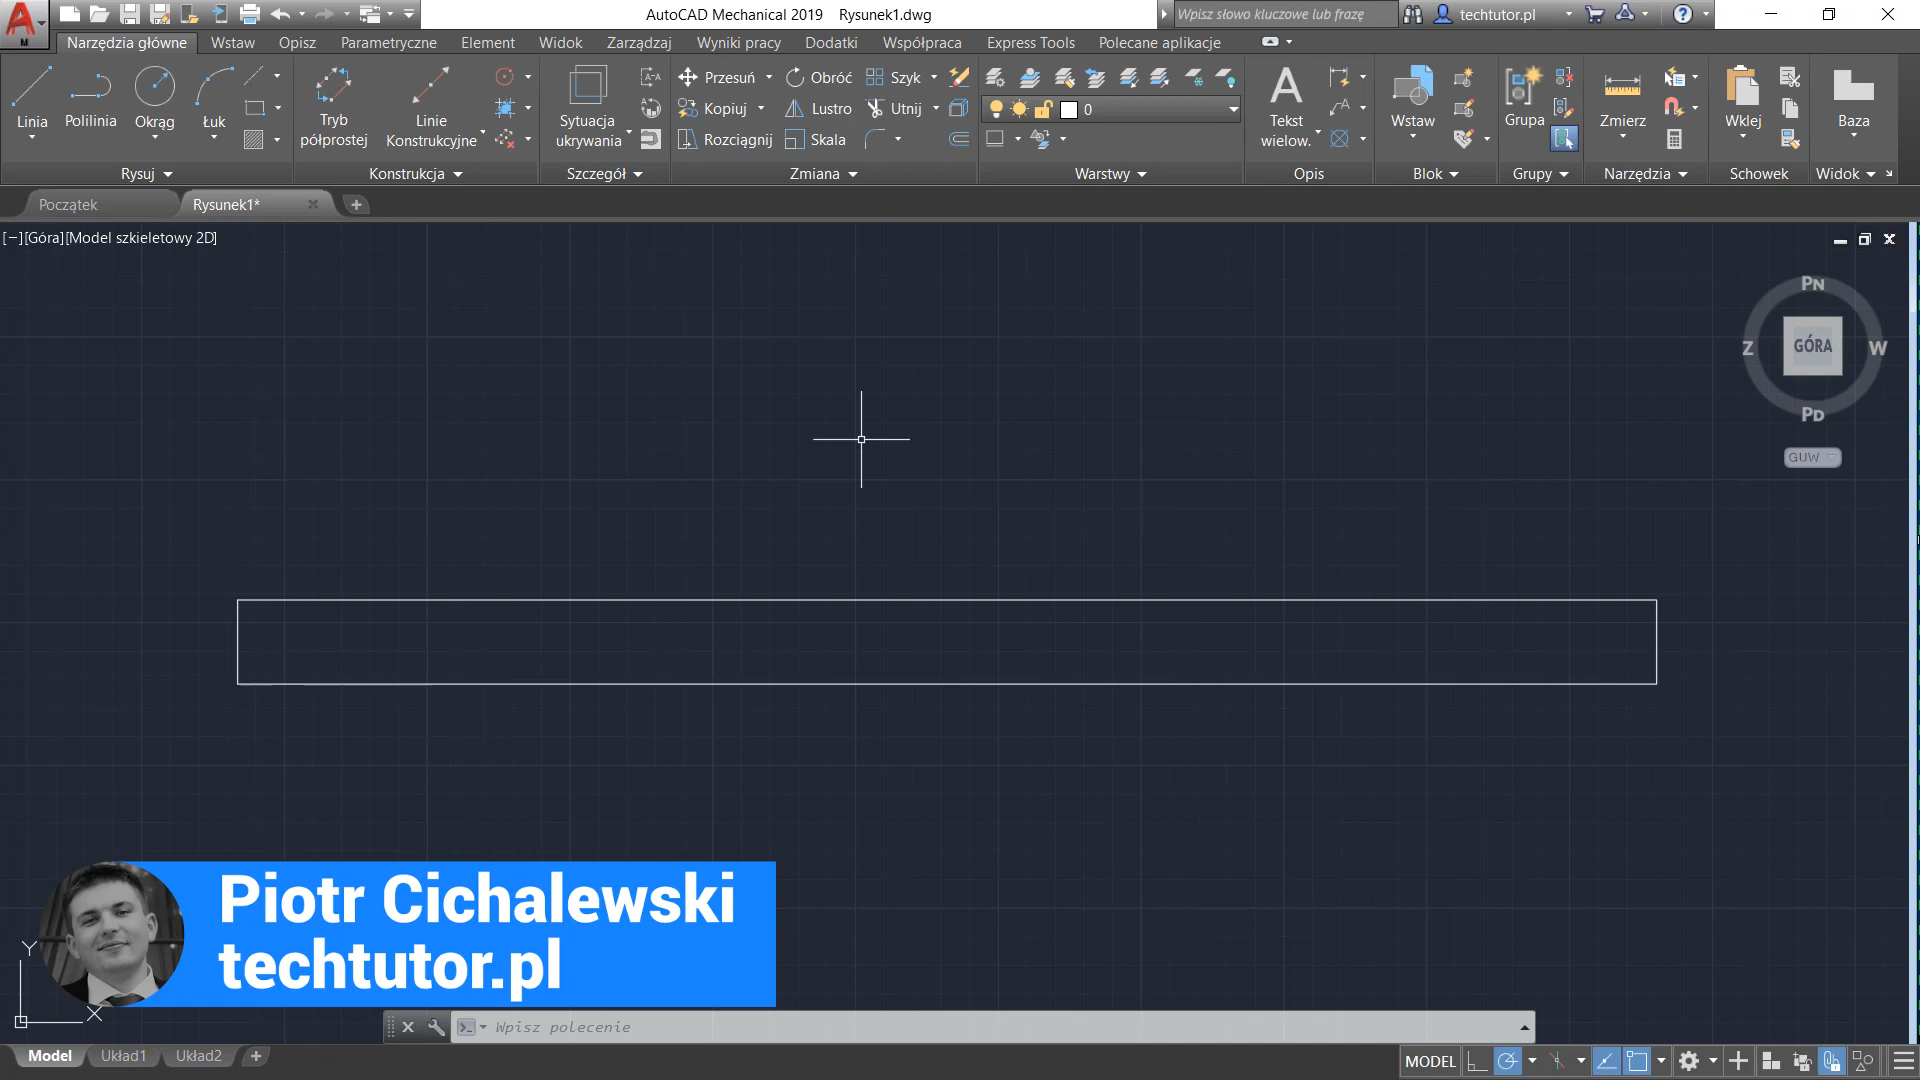 AutoCAD Mechanical 2019 Rysunek1.dwg
Wpisz słowo kluczowe lub frazę
techtutor.pl
Narzędzia główne Wstaw Opisz Parametryczne Element Widok Zarządzaj Wyniki pracy Dodatki Współpraca Express Tools Polecane aplikacje
Linia Polilinia Okrąg Łuk
Tryb półprostej
Linie Konstrukcyjne
Sytuacja ukrywania
Przesuń Obróć Szyk
Kopiuj Lustro Utnij
Rozciągnij Skala
0
Tekst wielow.
Wstaw
Grupa
Zmierz
Wklej
Baza
Rysuj Konstrukcja Szczegół Zmiana Warstwy Opis Blok Grupy Narzędzia Schowek Widok
Początek Rysunek1*
[−][Góra][Model szkieletowy 2D]
PN
Z GÓRA W
PD
GUW
Piotr Cichalewski
techtutor.pl
Y
X
Wpisz polecenie
Model Układ1 Układ2
MODEL